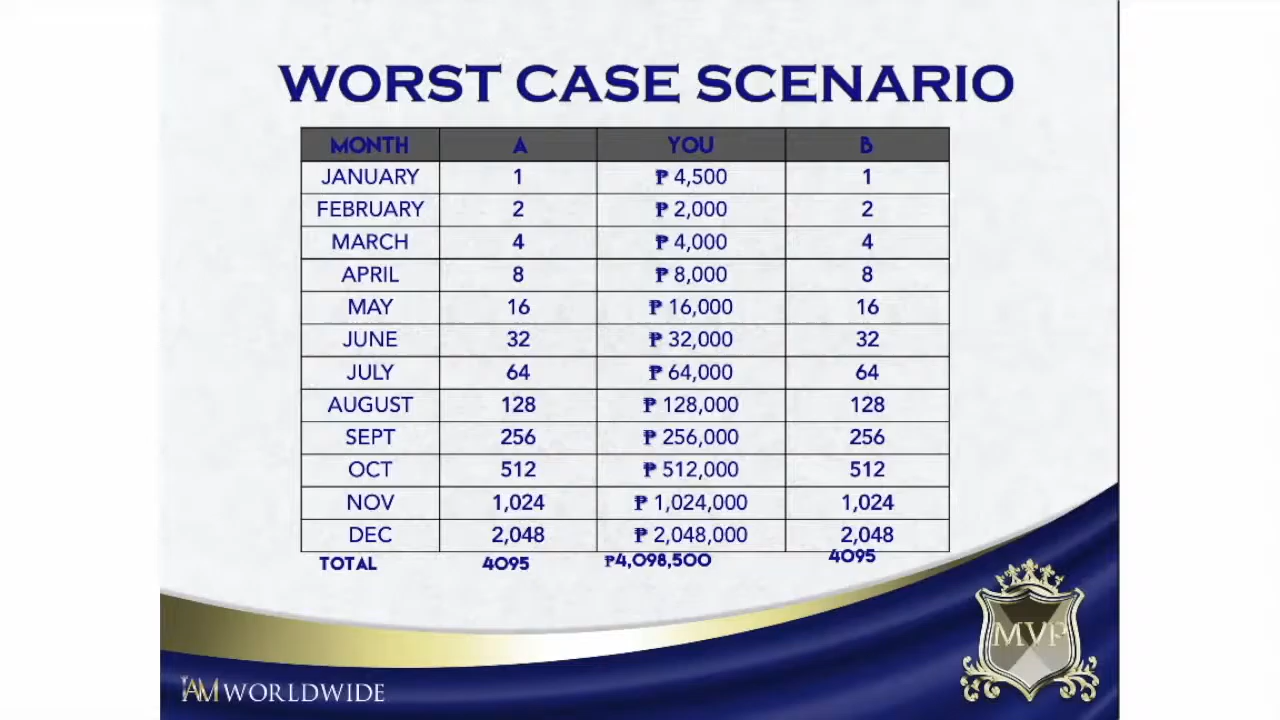 WORST CASE SCENARIO
MONTH A YOU B
JANUARY 1 ₱ 4,500 1
FEBRUARY 2 ₱ 2,000 2
MARCH 4 ₱ 4,000 4
APRIL 8 ₱ 8,000 8
MAY 16 ₱ 16,000 16
JUNE 32 ₱ 32,000 32
JULY 64 ₱ 64,000 64
AUGUST 128 ₱ 128,000 128
SEPT 256 ₱ 256,000 256
OCT 512 ₱ 512,000 512
NOV 1,024 ₱ 1,024,000 1,024
DEC 2,048 ₱ 2,048,000 2,048
TOTAL 4095 ₱4,098,500 4095
MVP
IAM WORLDWIDE